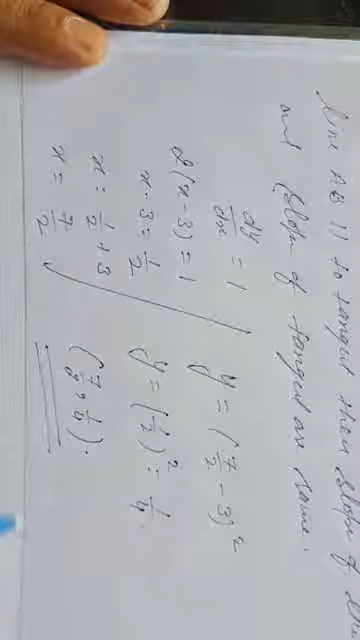 line AB || to tangent then slope of line
and slope of tangent are same.
dy/dx = 1
2(x-3) = 1
x-3 = 1/2
x = 1/2 + 3
x = 7/2
y = (7/2 - 3)^2
y = (1/2)^2 = 1/4.
(7/2, 1/4).